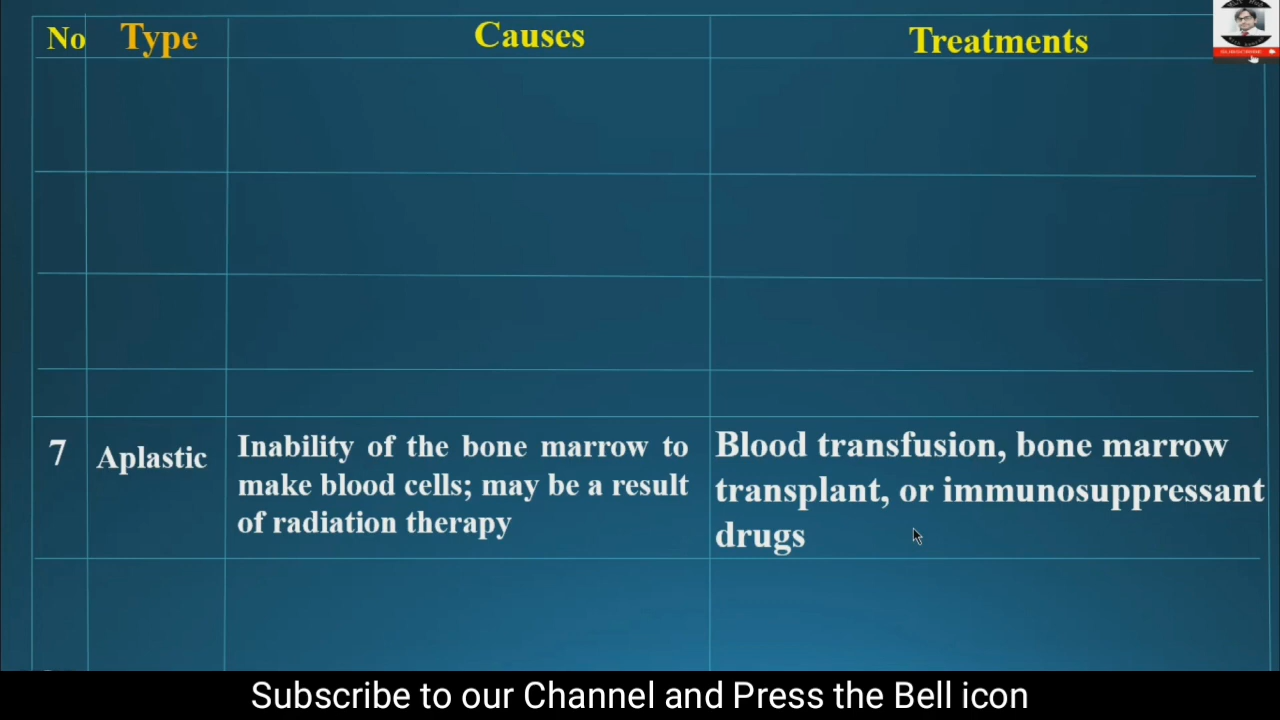 No Type Causes Treatments
7 Aplastic
Inability of the bone marrow to
make blood cells; may be a result
of radiation therapy
Blood transfusion, bone marrow
transplant, or immunosuppressant
drugs
Subscribe to our Channel and Press the Bell icon